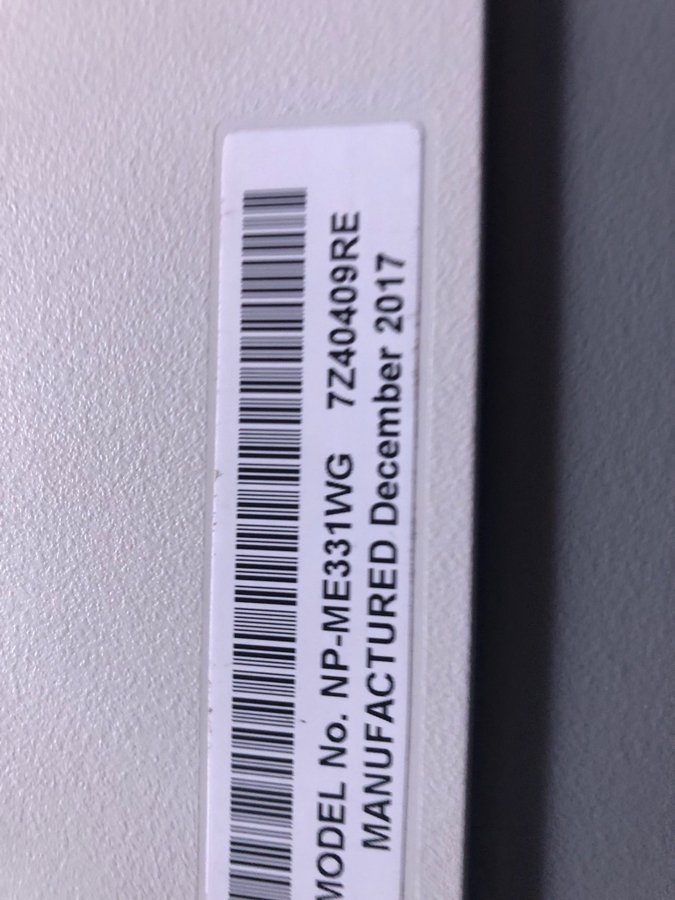 MODEL No. NP-ME331WG 7Z40409RE
MANUFACTURED December 2017